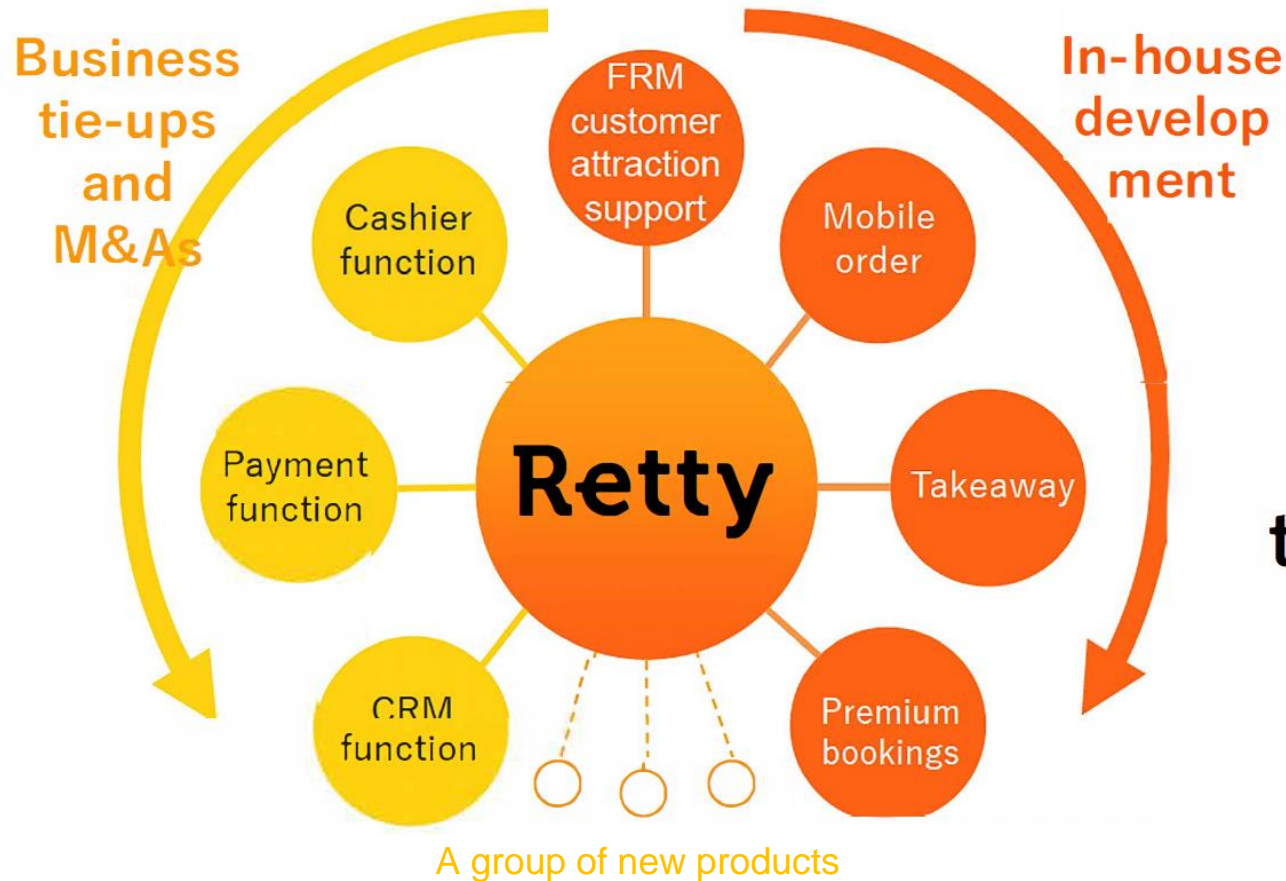 Business
tie-ups
and
M&As
In-house
develop
ment
FRM
customer
attraction
support
Cashier
function
Mobile
order
Payment
function
Retty
Takeaway
t
CRM
function
Premium
bookings
A group of new products